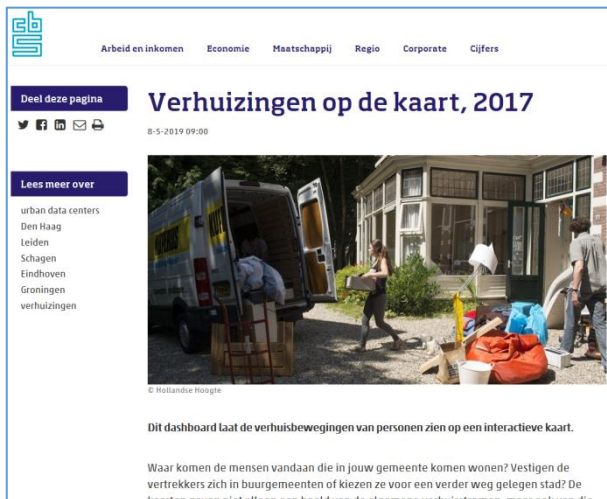 cbs
Arbeid en inkomen Economie Maatschappij Regio Corporate Cijfers
Deel deze pagina
Verhuizingen op de kaart, 2017
8-5-2019 09:00
Lees meer over
urban data centers
Den Haag
Leiden
Schagen
Eindhoven
Groningen
verhuizingen
© Hollandse Hoogte
Dit dashboard laat de verhuisbewegingen van personen zien op een interactieve kaart.
Waar komen de mensen vandaan die in jouw gemeente komen wonen? Vestigen de
vertrekkers zich in buurgemeenten of kiezen ze voor een verder weg gelegen stad? De